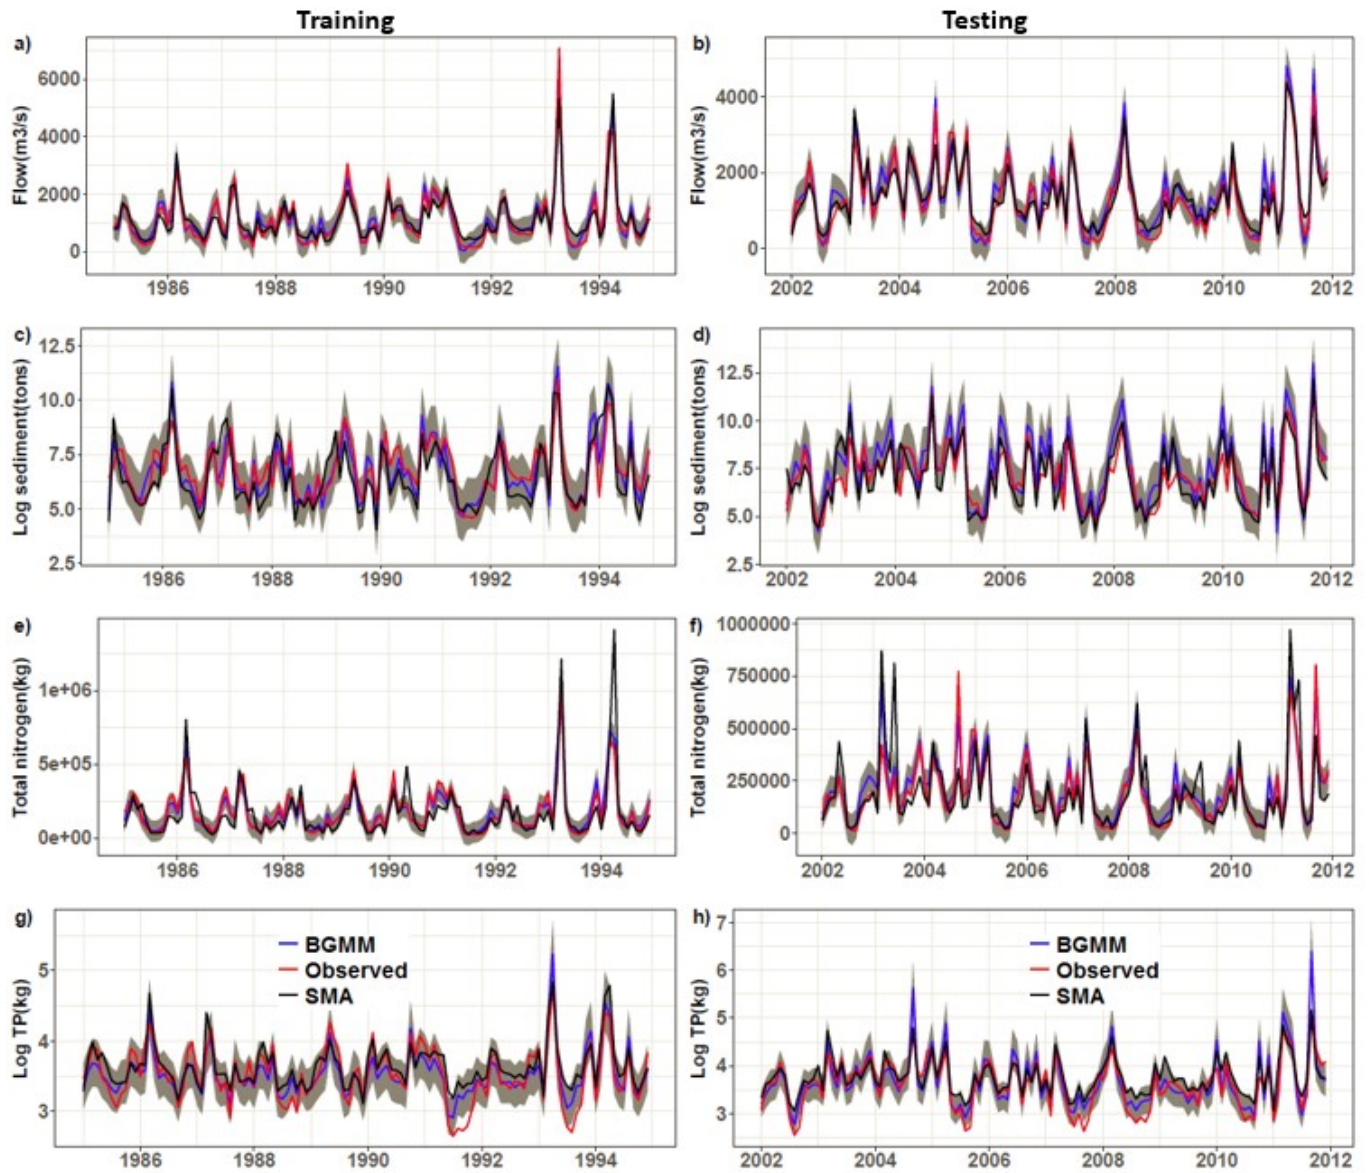 Training
Testing
a)
Flow(m3/s)
6000
4000
2000
0
1986 1988 1990 1992 1994
b)
Flow(m3/s)
4000
2000
0
2002 2004 2006 2008 2010 2012
c)
Log sediment(tons)
12.5
10.0
7.5
5.0
2.5
1986 1988 1990 1992 1994
d)
Log sediment(tons)
12.5
10.0
7.5
5.0
2.5
2002 2004 2006 2008 2010 2012
e)
Total nitrogen(kg)
1e+06
5e+05
0e+00
1986 1988 1990 1992 1994
f)
Total nitrogen(kg)
1000000
750000
500000
250000
0
2002 2004 2006 2008 2010 2012
g)
Log TP(kg)
5
4
3
BGMM
Observed
SMA
1986 1988 1990 1992 1994
h)
Log TP(kg)
7
6
5
4
3
BGMM
Observed
SMA
2002 2004 2006 2008 2010 2012